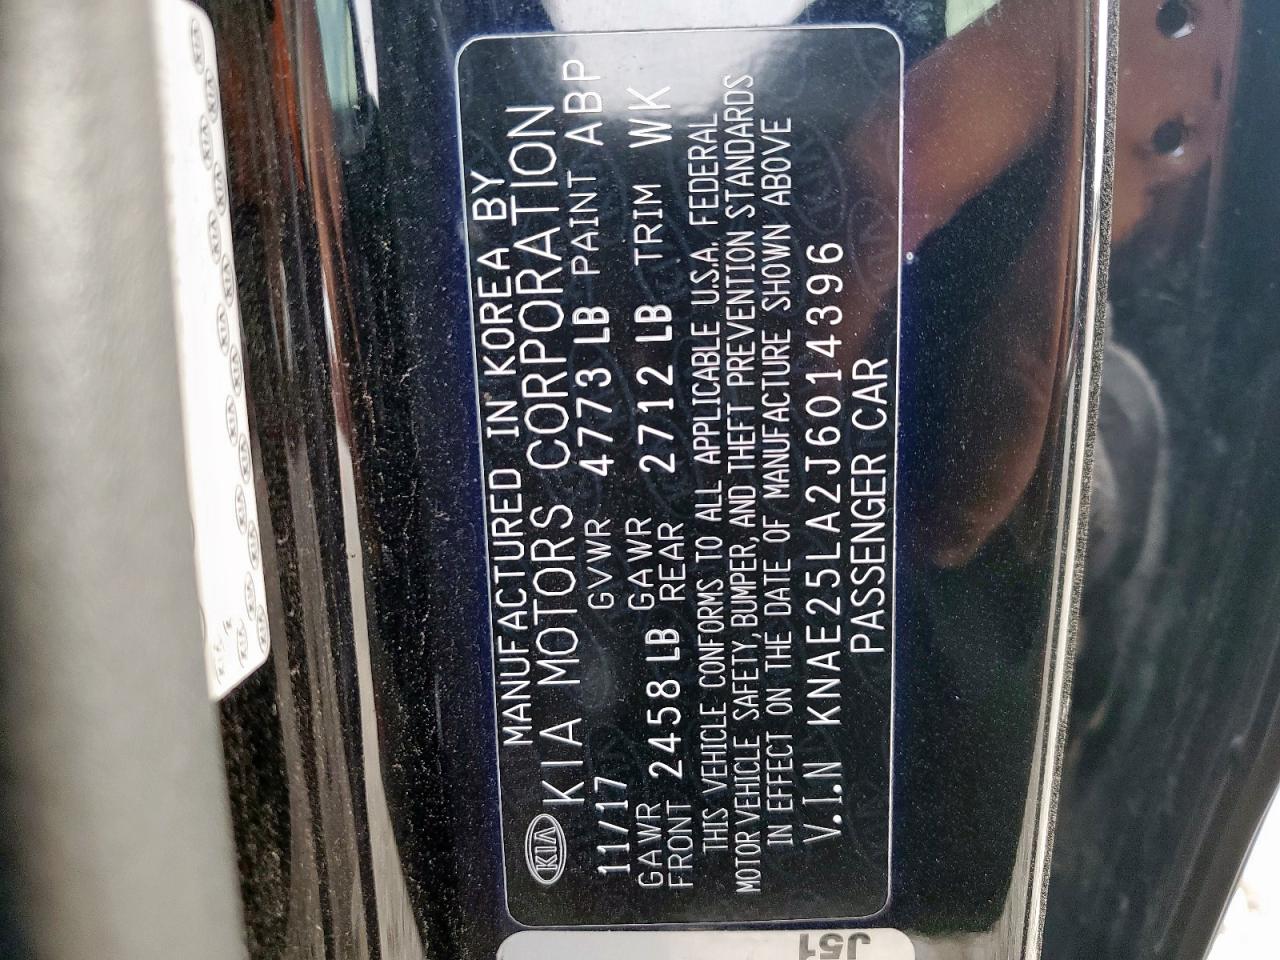 MANUFACTURED IN KOREA BY
KIA KIA MOTORS CORPORATION
11/17 GVWR 4773 LB PAINT ABP
GAWR FRONT 2458 LB GAWR REAR 2712 LB TRIM WK
THIS VEHICLE CONFORMS TO ALL APPLICABLE U.S.A. FEDERAL
MOTOR VEHICLE SAFETY, BUMPER, AND THEFT PREVENTION STANDARDS
IN EFFECT ON THE DATE OF MANUFACTURE SHOWN ABOVE
V.I.N KNAE25LA2J6014396
PASSENGER CAR
J51